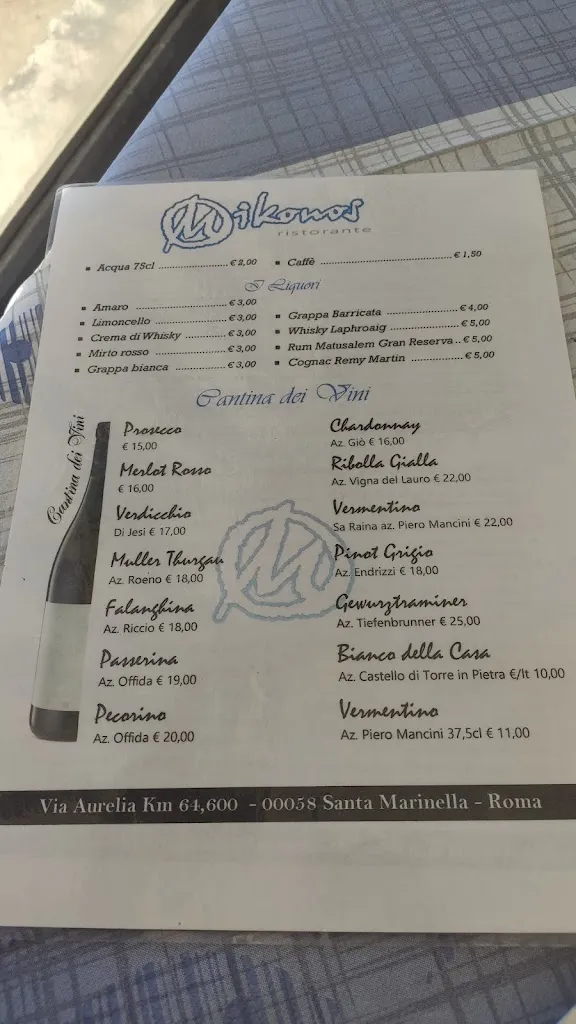 Mikonos
ristorante
▪ Acqua 75cl ........................ € 2,00
▪ Caffè ............................................. € 1,50
I Liquori
▪ Amaro ................................ € 3,00
▪ Limoncello .......................... € 3,00
▪ Crema di Whisky .............. € 3,00
▪ Mirto rosso ......................... € 3,00
▪ Grappa bianca .................... € 3,00
▪ Grappa Barricata .......................... € 4,00
▪ Whisky Laphroaig ........................ € 5,00
▪ Rum Matusalem Gran Reserva .. € 5,00
▪ Cognac Remy Martin ................. € 5,00
Cantina dei Vini
Cantina dei Vini
Prosecco
€ 15,00
Merlot Rosso
€ 16,00
Verdicchio
Di Jesi € 17,00
Muller Thurgau
Az. Roeno € 18,00
Falanghina
Az. Riccio € 18,00
Passerina
Az. Offida € 19,00
Pecorino
Az. Offida € 20,00
Chardonnay
Az. Giò € 16,00
Ribolla Gialla
Az. Vigna del Lauro € 22,00
Vermentino
Sa Raina az. Piero Mancini € 22,00
Pinot Grigio
Az. Endrizzi € 18,00
Gewurztraminer
Az. Tiefenbrunner € 25,00
Bianco della Casa
Az. Castello di Torre in Pietra €/lt 10,00
Vermentino
Az. Piero Mancini 37,5cl € 11,00
Via Aurelia Km 64,600 - 00058 Santa Marinella - Roma